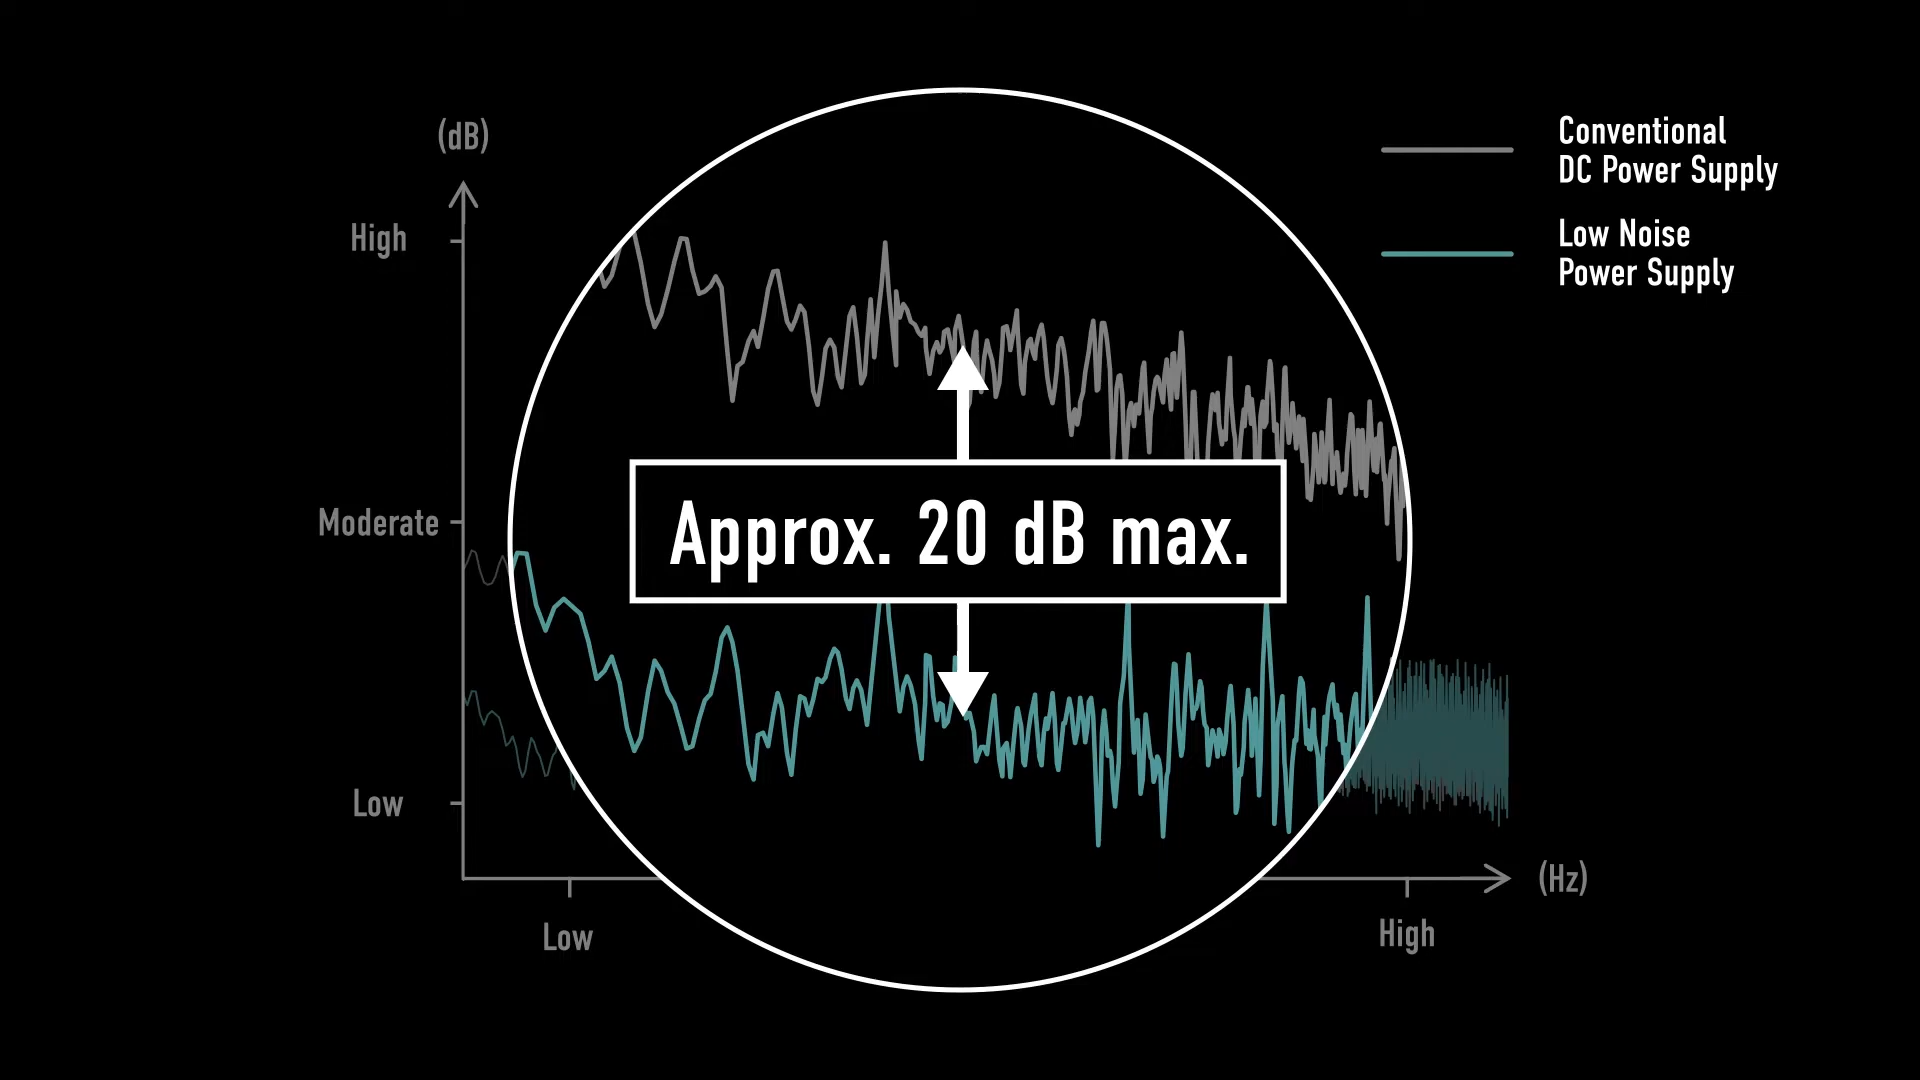 (dB)
High
Moderate
Low
Low
High
(Hz)
Approx. 20 dB max.
Conventional
DC Power Supply
Low Noise
Power Supply